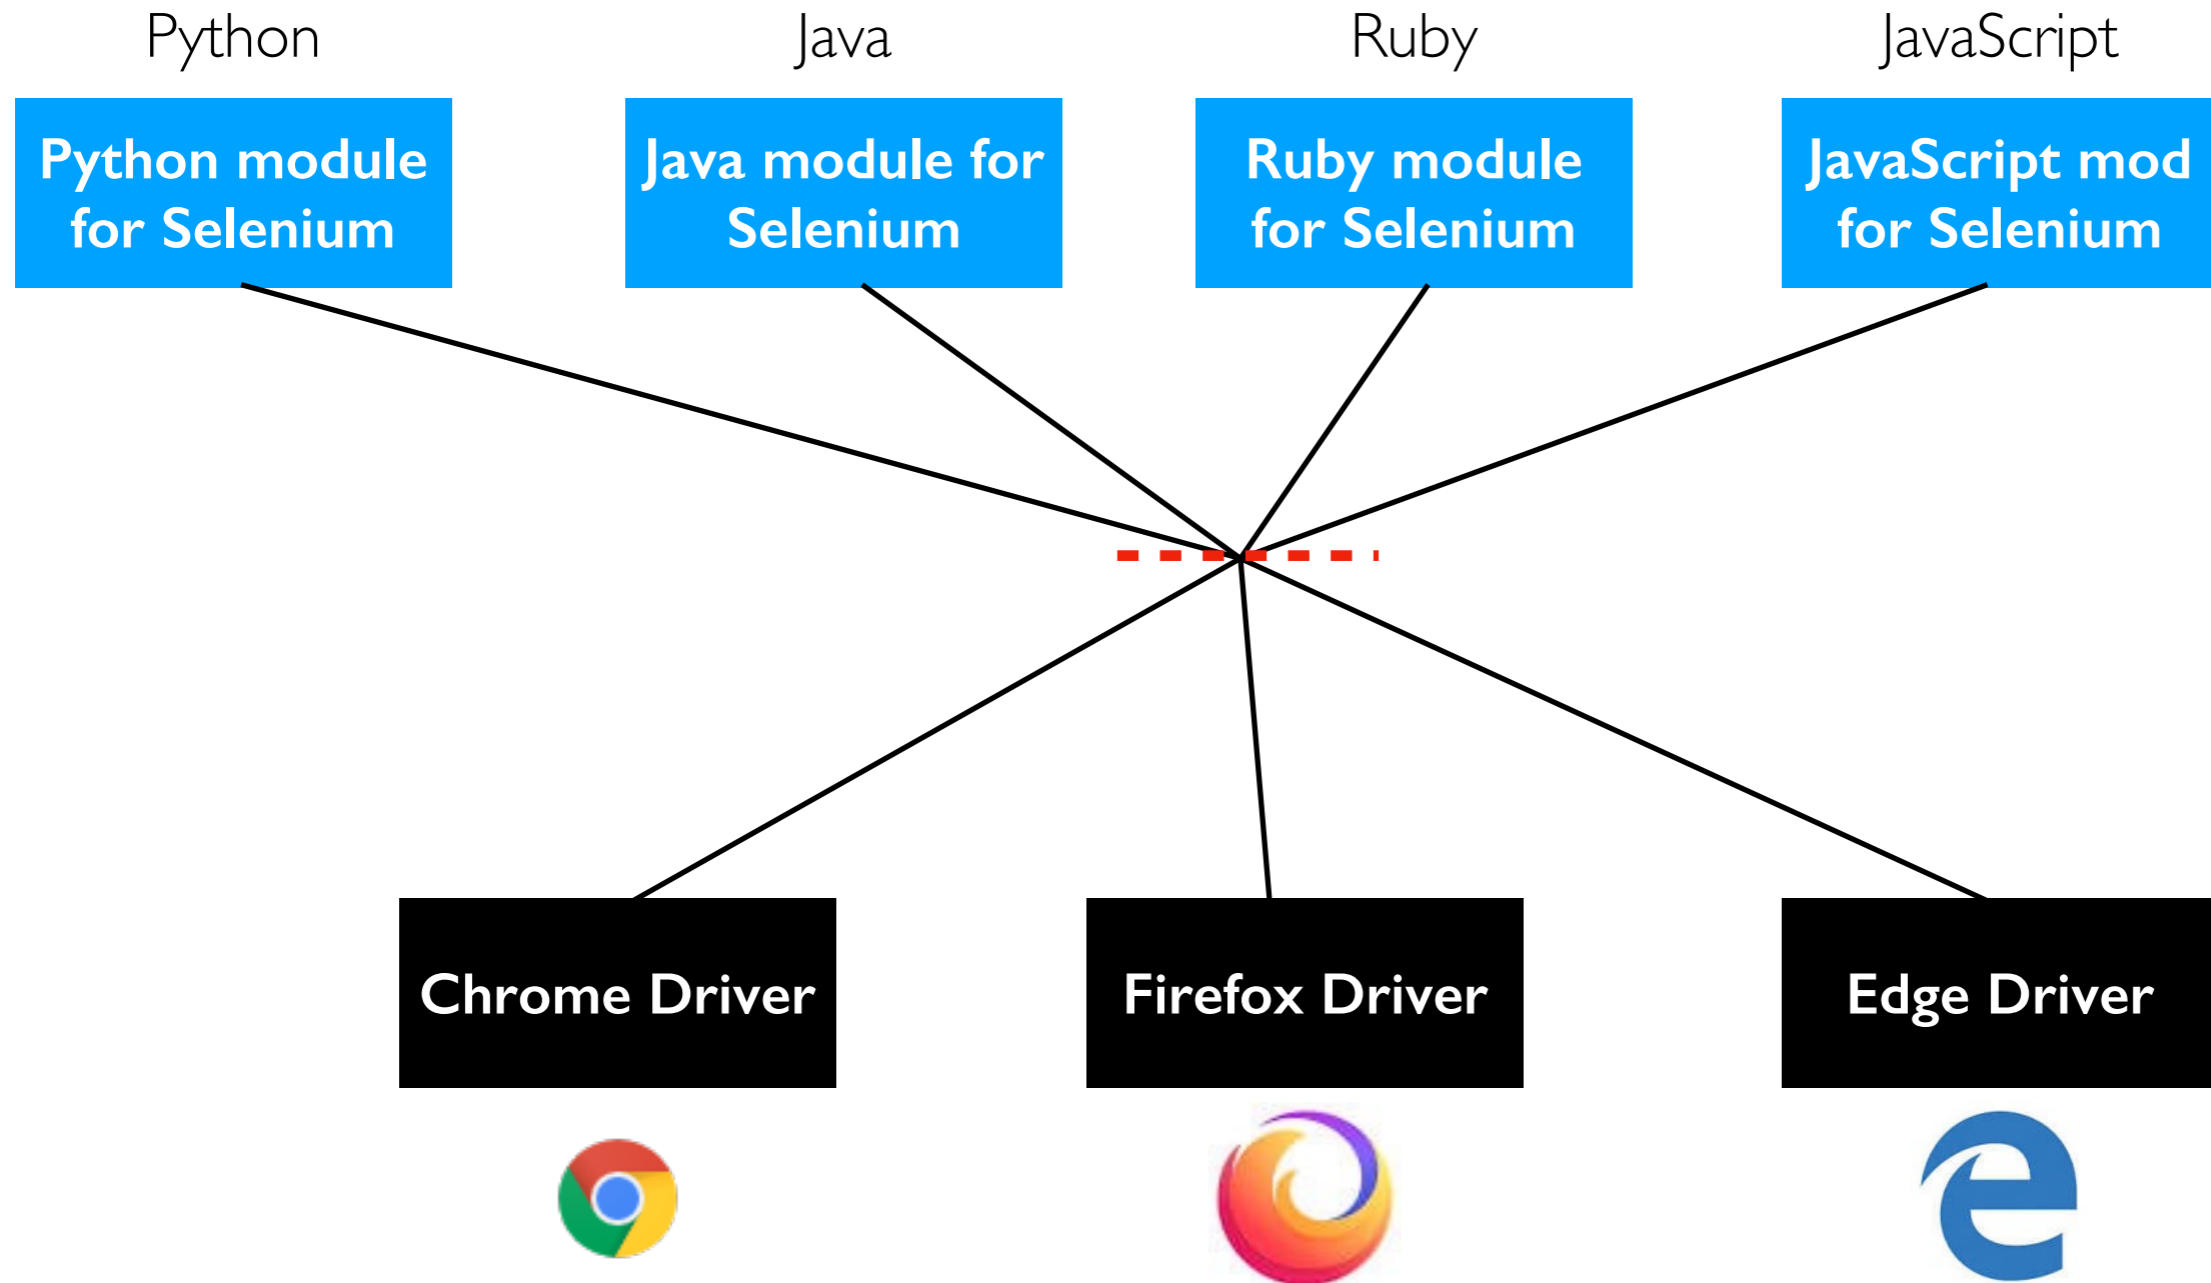 Python
Java
Ruby
JavaScript
Python module
for Selenium
Java module for
Selenium
Ruby module
for Selenium
JavaScript mod
for Selenium
Chrome Driver
Firefox Driver
Edge Driver